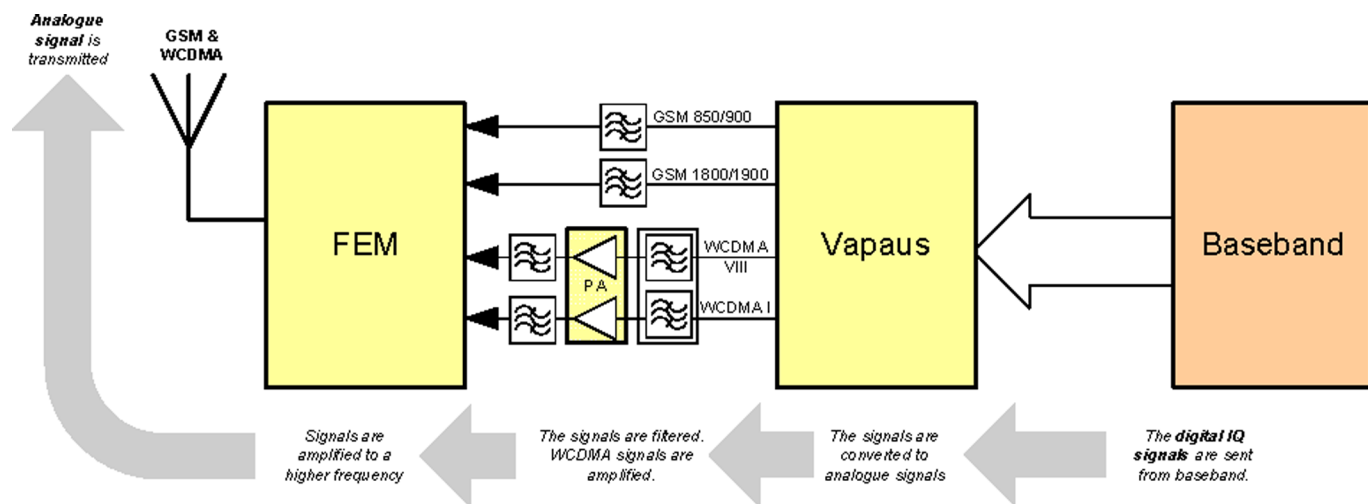 Analogue
signal is
transmitted
GSM &
WCDMA
GSM 850/900
GSM 1800/1900
FEM
WCDMA
VIII
PA
WCDMA I
Vapaus
Baseband
Signals are
amplified to a
higher frequency
The signals are filtered.
WCDMA signals are
amplified.
The signals are
converted to
analogue signals
The digital IQ
signals are sent
from baseband.